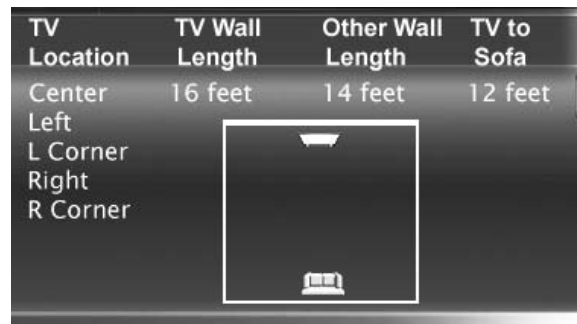 TV Location TV Wall Length Other Wall Length TV to Sofa
Center 16 feet 14 feet 12 feet
Left
L Corner
Right
R Corner